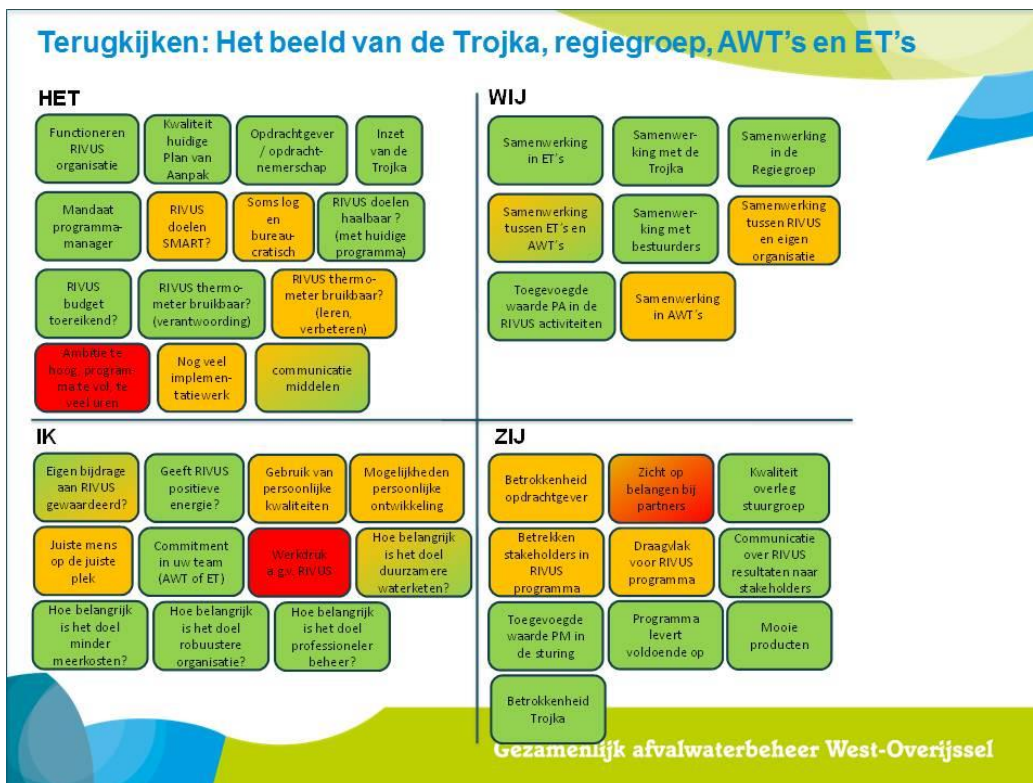 Terugkijken: Het beeld van de Trojka, regiegroep, AWT's en ET's
HET
Functioneren
RIVUS
organisatie
Kwaliteit
huidige
Plan van
Aanpak
Opdrachtgever
/ opdracht-
nemerschap
Inzet
van de
Trojka
Mandaat
programma-
manager
RIVUS
doelen
SMART?
Soms log
en
bureau-
cratisch
RIVUS doelen
haalbaar ?
(met huidige
programma)
RIVUS
budget
toereikend?
RIVUS thermo-
meter bruikbaar?
(verantwoording)
RIVUS thermo-
meter bruikbaar?
(leren,
verbeteren)
Ambitie te
hoog, program-
ma te vol, te
veel uren
Nog veel
implemen-
tatiewerk
communicatie
middelen
WIJ
Samenwerking
in ET's
Samenwer-
king met de
Trojka
Samenwerking
in de
Regiegroep
Samenwerking
tussen ET's en
AWT's
Samenwer-
king met
bestuurders
Samenwerking
tussen RIVUS
en eigen
organisatie
Toegevoegde
waarde PA in de
RIVUS activiteiten
Samenwerking
in AWT's
IK
Eigen bijdrage
aan RIVUS
gewaardeerd?
Geeft RIVUS
positieve
energie?
Gebruik van
persoonlijke
kwaliteiten
Mogelijkheden
persoonlijke
ontwikkeling
Juiste mens
op de juiste
plek
Commitment
in uw team
(AWT of ET)
Werkdruk
a.g.v. RIVUS
Hoe belangrijk
is het doel
duurzamere
waterketen?
Hoe belangrijk
is het doel
minder
meerkosten?
Hoe belangrijk
is het doel
robuustere
organisatie?
Hoe belangrijk
is het doel
professioneler
beheer?
ZIJ
Betrokkenheid
opdrachtgever
Zicht op
belangen bij
partners
Kwaliteit
overleg
stuurgroep
Betrekken
stakeholders in
RIVUS
programma
Draagvlak
voor RIVUS
programma
Communicatie
over RIVUS
resultaten naar
stakeholders
Toegevoegde
waarde PM in
de sturing
Programma
levert
voldoende op
Mooie
producten
Betrokkenheid
Trojka
Gezamenlijk afvalwaterbeheer West-Overijssel